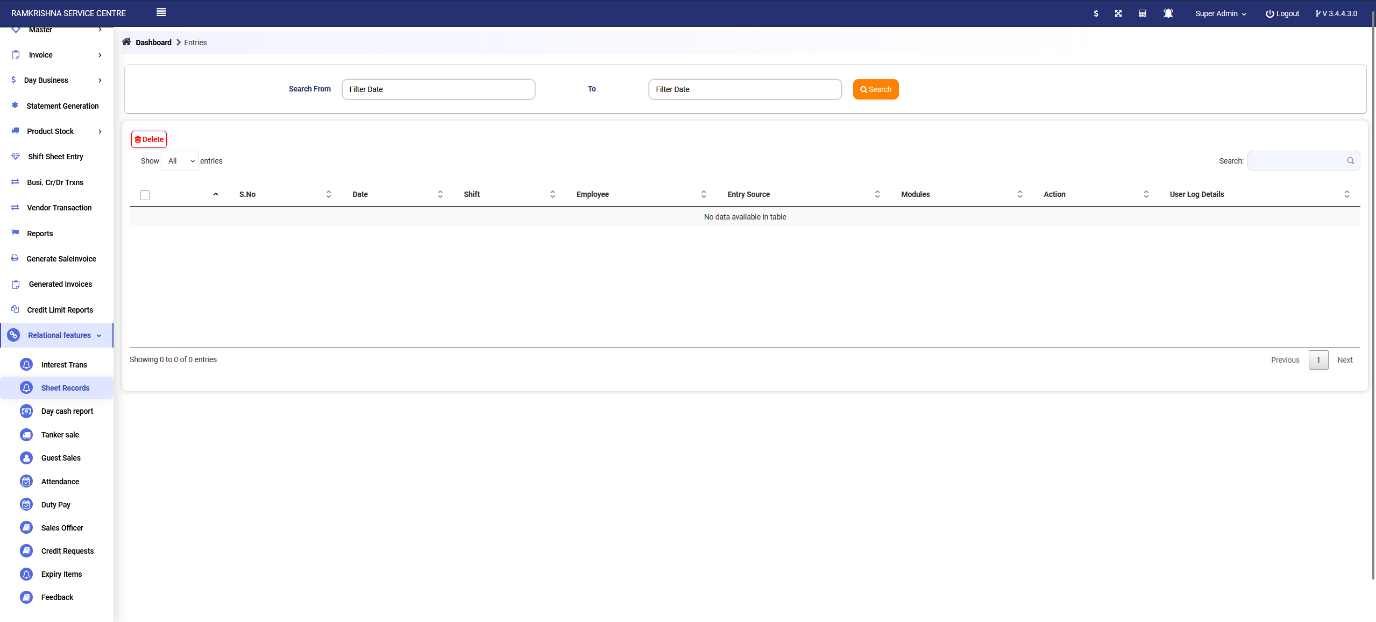 RAMKRISHNA SERVICE CENTRE
$
Super Admin
Logout
V 3.4.4.3.0
Master
Invoice
Day Business
Statement Generation
Product Stock
Shift Sheet Entry
Busi. Cr/Dr Trxns
Vendor Transaction
Reports
Generate SaleInvoice
Generated Invoices
Credit Limit Reports
Relational features
Interest Trans
Sheet Records
Day cash report
Tanker sale
Guest Sales
Attendance
Duty Pay
Sales Officer
Credit Requests
Expiry Items
Feedback
Dashboard > Entries
Search From Filter Date To Filter Date Search
Delete
Show All entries
Search:
S.No Date Shift Employee Entry Source Modules Action User Log Details
No data available in table
Showing 0 to 0 of 0 entries
Previous 1 Next